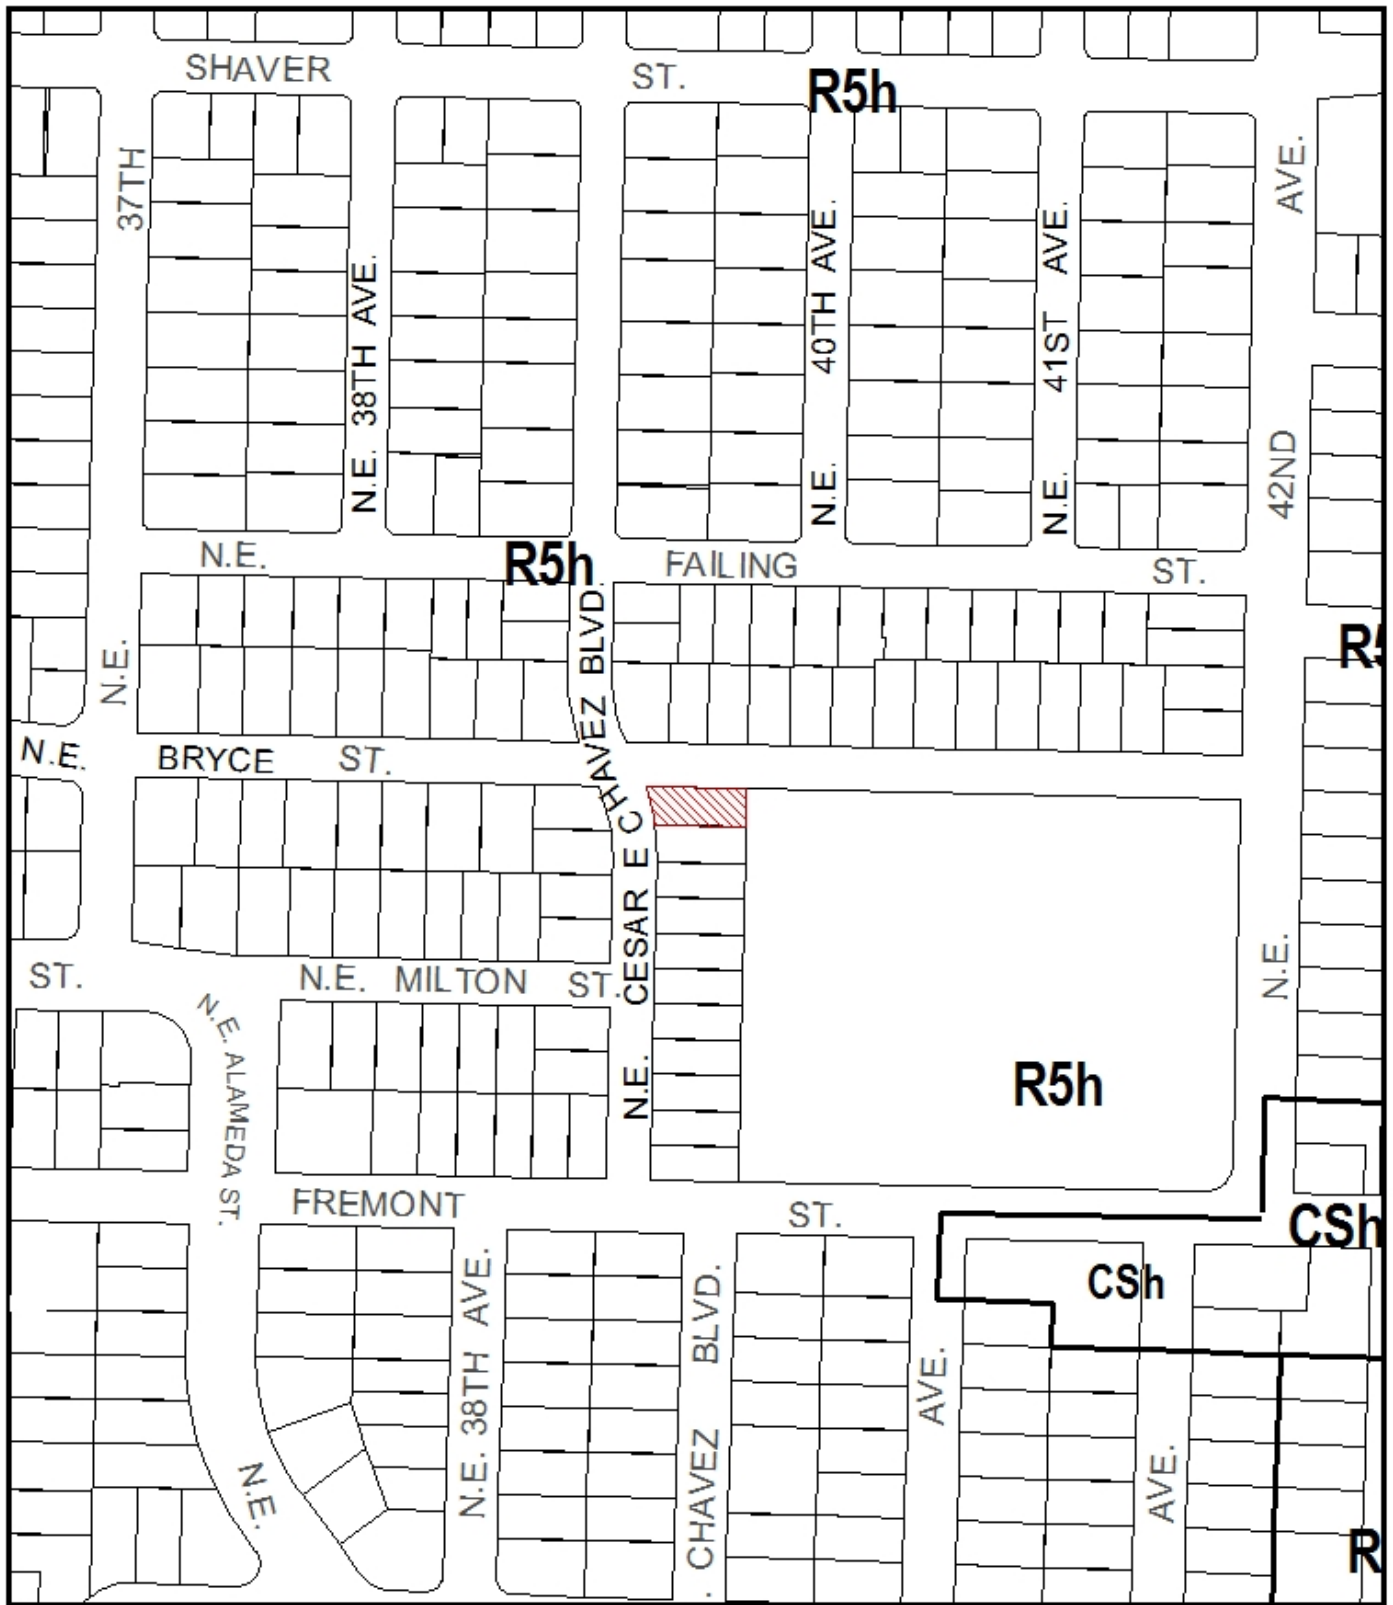 SHAVER ST.
R5h
37TH
AVE.
N.E. 38TH AVE.
N.E. 40TH AVE.
N.E. 41ST AVE.
42ND
N.E. FAILING ST.
R5h
N.E.
R5
N.E. BRYCE ST.
N.E. CESAR E CHAVEZ BLVD.
ST.
N.E. MILTON ST.
N.E.
N.E. ALAMEDA ST.
R5h
FREMONT ST.
CSh
CSh
N.E. 38TH AVE.
. CHAVEZ BLVD.
AVE.
AVE.
N.E.
R